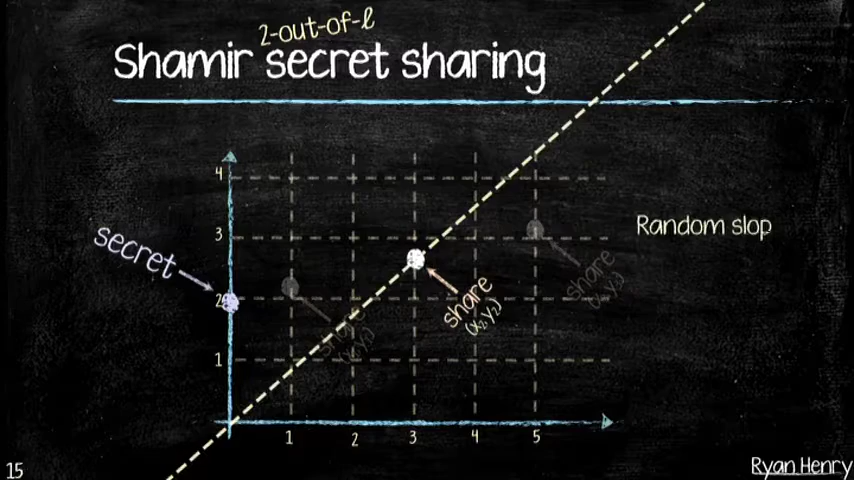 2-out-of-ℓ
Shamir secret sharing
4
3
2
1
secret
share
(x₂,y₂)
share
Random slop
1 2 3 4 5
15
Ryan Henry